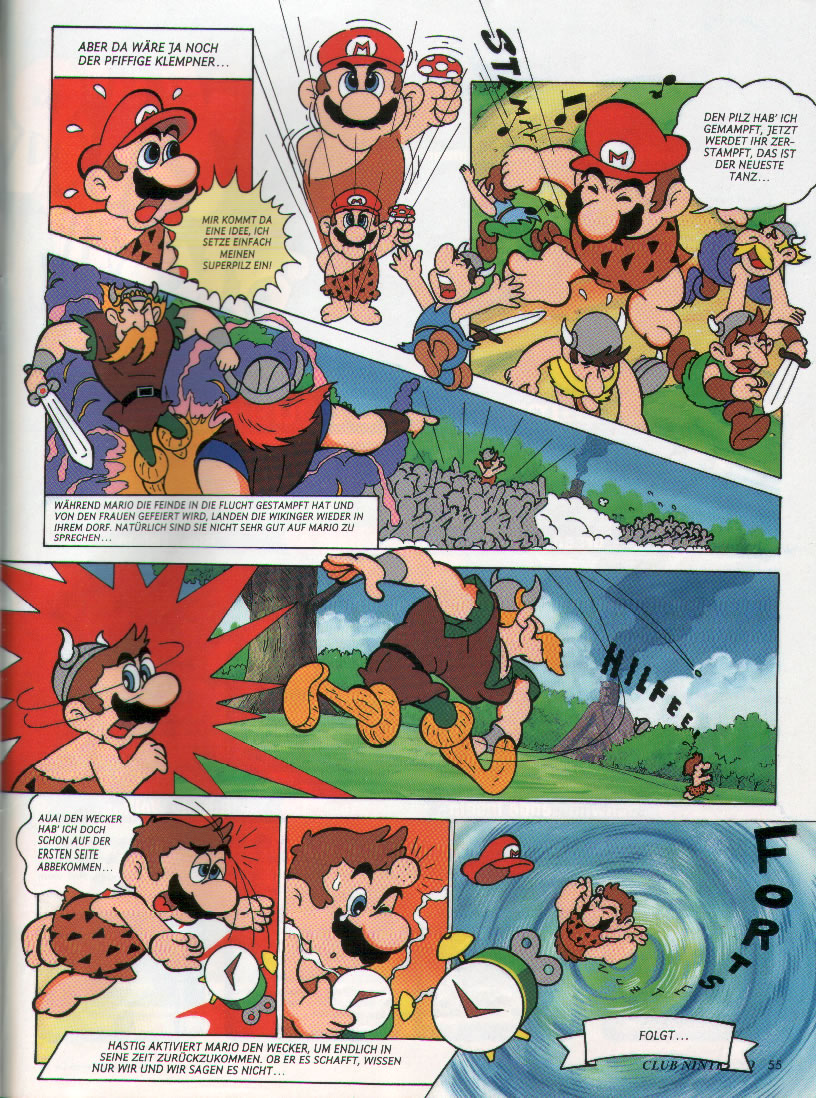 ABER DA WÄRE JA NOCH
DER PFIFFIGE KLEMPNER...
M
MIR KOMMT DA
EINE IDEE, ICH
SETZE EINFACH
MEINEN
SUPERPILZ EIN!
M
M
STAMPF
M
DEN PILZ HAB' ICH
GEMAMPFT, JETZT
WERDET IHR ZER-
STAMPFT, DAS IST
DER NEUESTE
TANZ...
WÄHREND MARIO DIE FEINDE IN DIE FLUCHT GESTAMPFT HAT UND
VON DEN FRAUEN GEFEIERT WIRD, LANDEN DIE WIKINGER WIEDER IN
IHREM DORF. NATÜRLICH SIND SIE NICHT SEHR GUT AUF MARIO ZU
SPRECHEN...
HILFEEE!
AUA! DEN WECKER
HAB' ICH DOCH
SCHON AUF DER
ERSTEN SEITE
ABBEKOMMEN...
HASTIG AKTIVIERT MARIO DEN WECKER, UM ENDLICH IN
SEINE ZEIT ZURÜCKZUKOMMEN. OB ER ES SCHAFFT, WISSEN
NUR WIR UND WIR SAGEN ES NICHT...
M
FORTS
ETZUNG
FOLGT...
CLUB 55